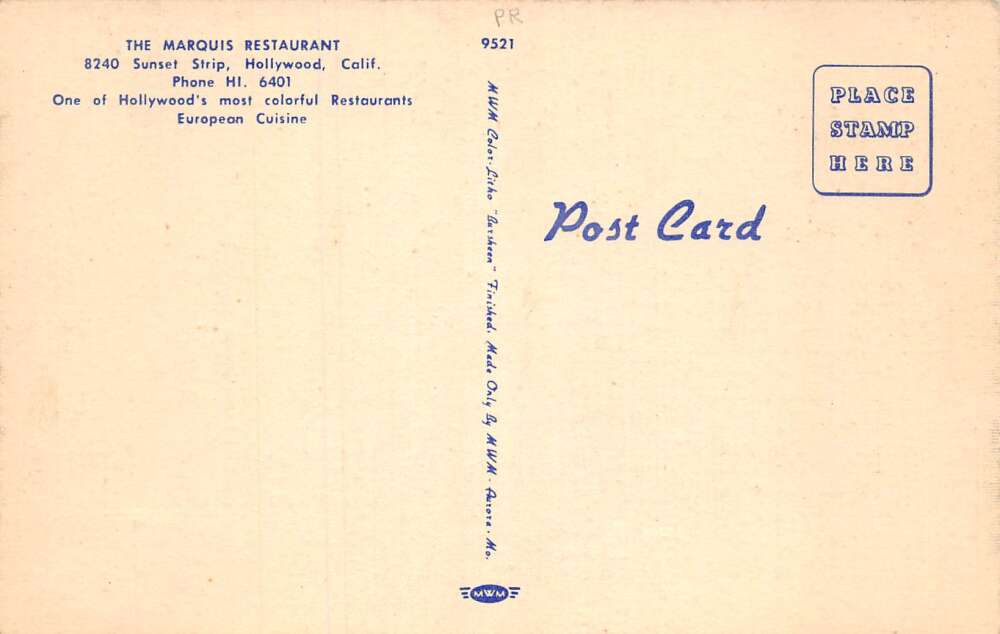 PR
THE MARQUIS RESTAURANT
8240 Sunset Strip, Hollywood, Calif.
Phone HI. 6401
One of Hollywood's most colorful Restaurants
European Cuisine
9521
MWM Color-Litho "Bursheen" Finished. Made Only By MWM - Aurora. Mo.
MWM
Post Card
PLACE
STAMP
HERE